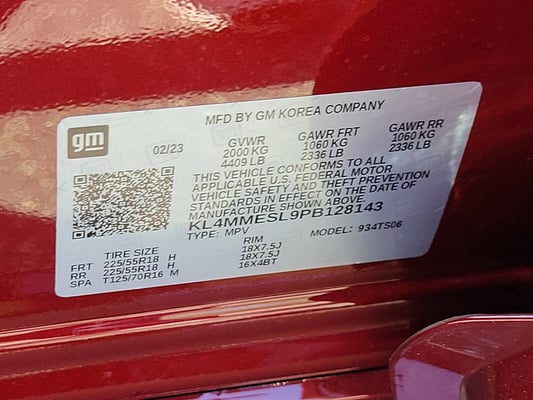 MFD BY GM KOREA COMPANY
gm
02/23
GVWR GAWR FRT GAWR RR
2000 KG 1060 KG 1060 KG
4409 LB 2336 LB 2336 LB
THIS VEHICLE CONFORMS TO ALL
APPLICABLE U.S. FEDERAL MOTOR
VEHICLE SAFETY AND THEFT PREVENTION
STANDARDS IN EFFECT ON THE DATE OF
MANUFACTURE SHOWN ABOVE.
KL4MMESL9PB128143
TYPE: MPV MODEL: 934TS06
TIRE SIZE RIM
FRT 225/55R18 H 18X7.5J
RR 225/55R18 H 18X7.5J
SPA T125/70R16 M 16X4BT